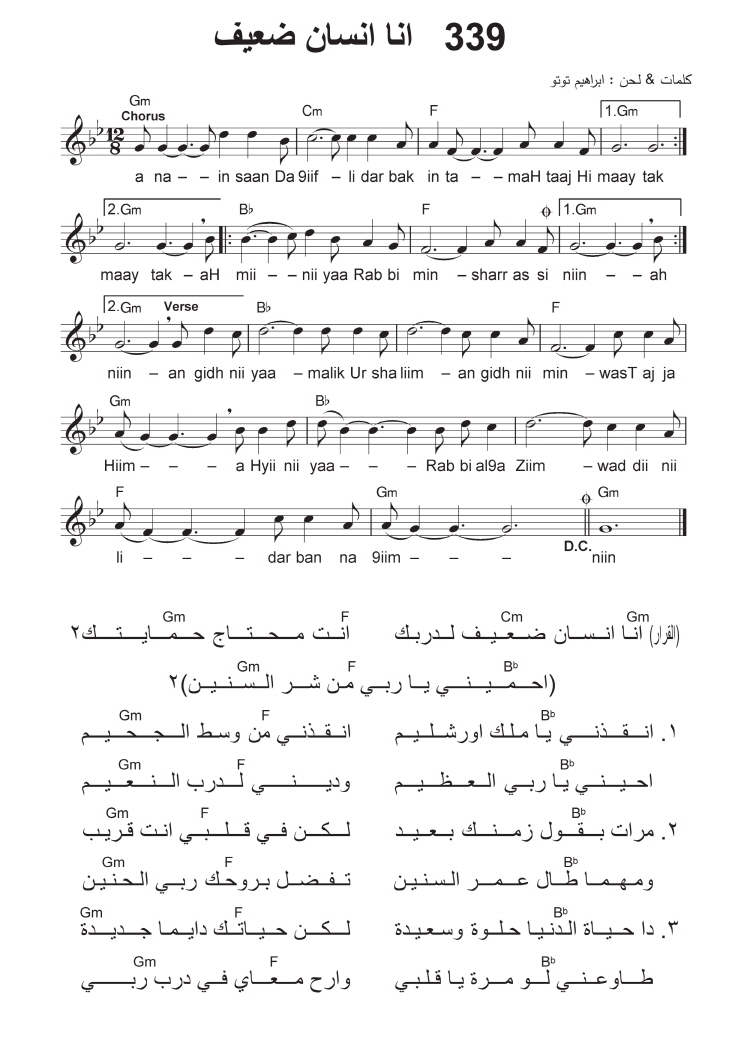 339 انا انسان ضعيف
كلمات & لحن : ابراهيم توتو
Gm
Chorus Cm F 1.Gm
12 8
a na – – in saan Da 9iif – li dar bak in ta – – maH taaj Hi maay tak
2.Gm B♭ F 1.Gm
maay tak – aH mii – – nii yaa Rab bi min – sharr as si niin – – ah
2.Gm Verse B♭ F
niin – – an gidh nii yaa – malik Ur sha liim – an gidh nii min – wasT aj ja
Gm B♭
Hiim – – – a Hyii nii yaa – – – Rab bi al9a Ziim – wad dii nii
F Gm Gm
li – – dar ban na 9iim – – – – niin
D.C.
Gm Cm F Gm
(القرار) انا انسان ضعيف لدربك انت محتاج حمايتك٢
Bb F Gm
(احميني يا ربي من شر السنين)٢
Bb F Gm
١. انقذني يا ملك اورشليم انقذني من وسط الجحيم
Bb F Gm
احيني يا ربي العظيم وديني لدرب النعيم
Bb F Gm
٢. مرات بقول زمنك بعيد لكن في قلبي انت قريب
Bb F Gm
ومهما طال عمر السنين تفضل بروحك ربي الحنين
Bb F Gm
٣. دا حياة الدنيا حلوة وسعيدة لكن حياتك دايما جديدة
Bb F Gm
طاوعني لو مرة يا قلبي وارح معاي في درب ربي